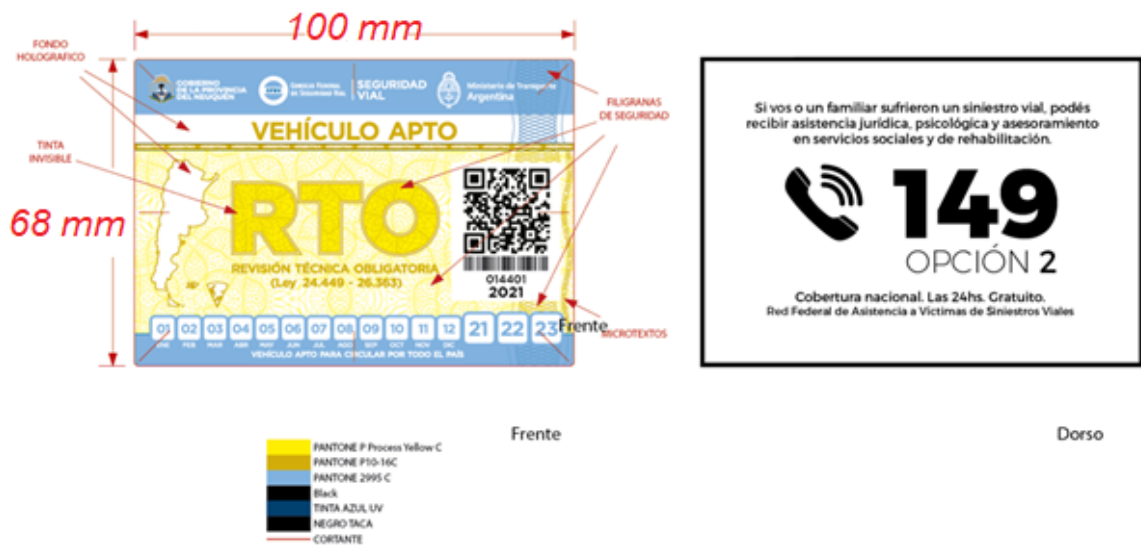 100 mm
FONDO
HOLOGRAFICO
GOBIERNO
DE LA PROVINCIA
DEL NEUQUÉN
Consejo Federal
de Seguridad Vial
SEGURIDAD
VIAL
Ministerio de Transporte
Argentina
FILIGRANAS
DE SEGURIDAD
VEHÍCULO APTO
TINTA
INVISIBLE
68 mm
RTO
REVISIÓN TÉCNICA OBLIGATORIA
(Ley 24.449 - 26.363)
014401
2021
01 02 03 04 05 06 07 08 09 10 11 12 21 22 23
ENE FEB MAR ABR MAY JUN JUL AGO SEP OCT NOV DIC
Frente
MICROTEXTOS
VEHÍCULO APTO PARA CIRCULAR POR TODO EL PAÍS
Si vos o un familiar sufrieron un siniestro vial, podés
recibir asistencia jurídica, psicológica y asesoramiento
en servicios sociales y de rehabilitación.
149
OPCIÓN 2
Cobertura nacional. Las 24hs. Gratuito.
Red Federal de Asistencia a Víctimas de Siniestros Viales
Frente
Dorso
PANTONE P Process Yellow C
PANTONE P10-16C
PANTONE 2995 C
Black
TINTA AZUL UV
NEGRO TACA
CORTANTE